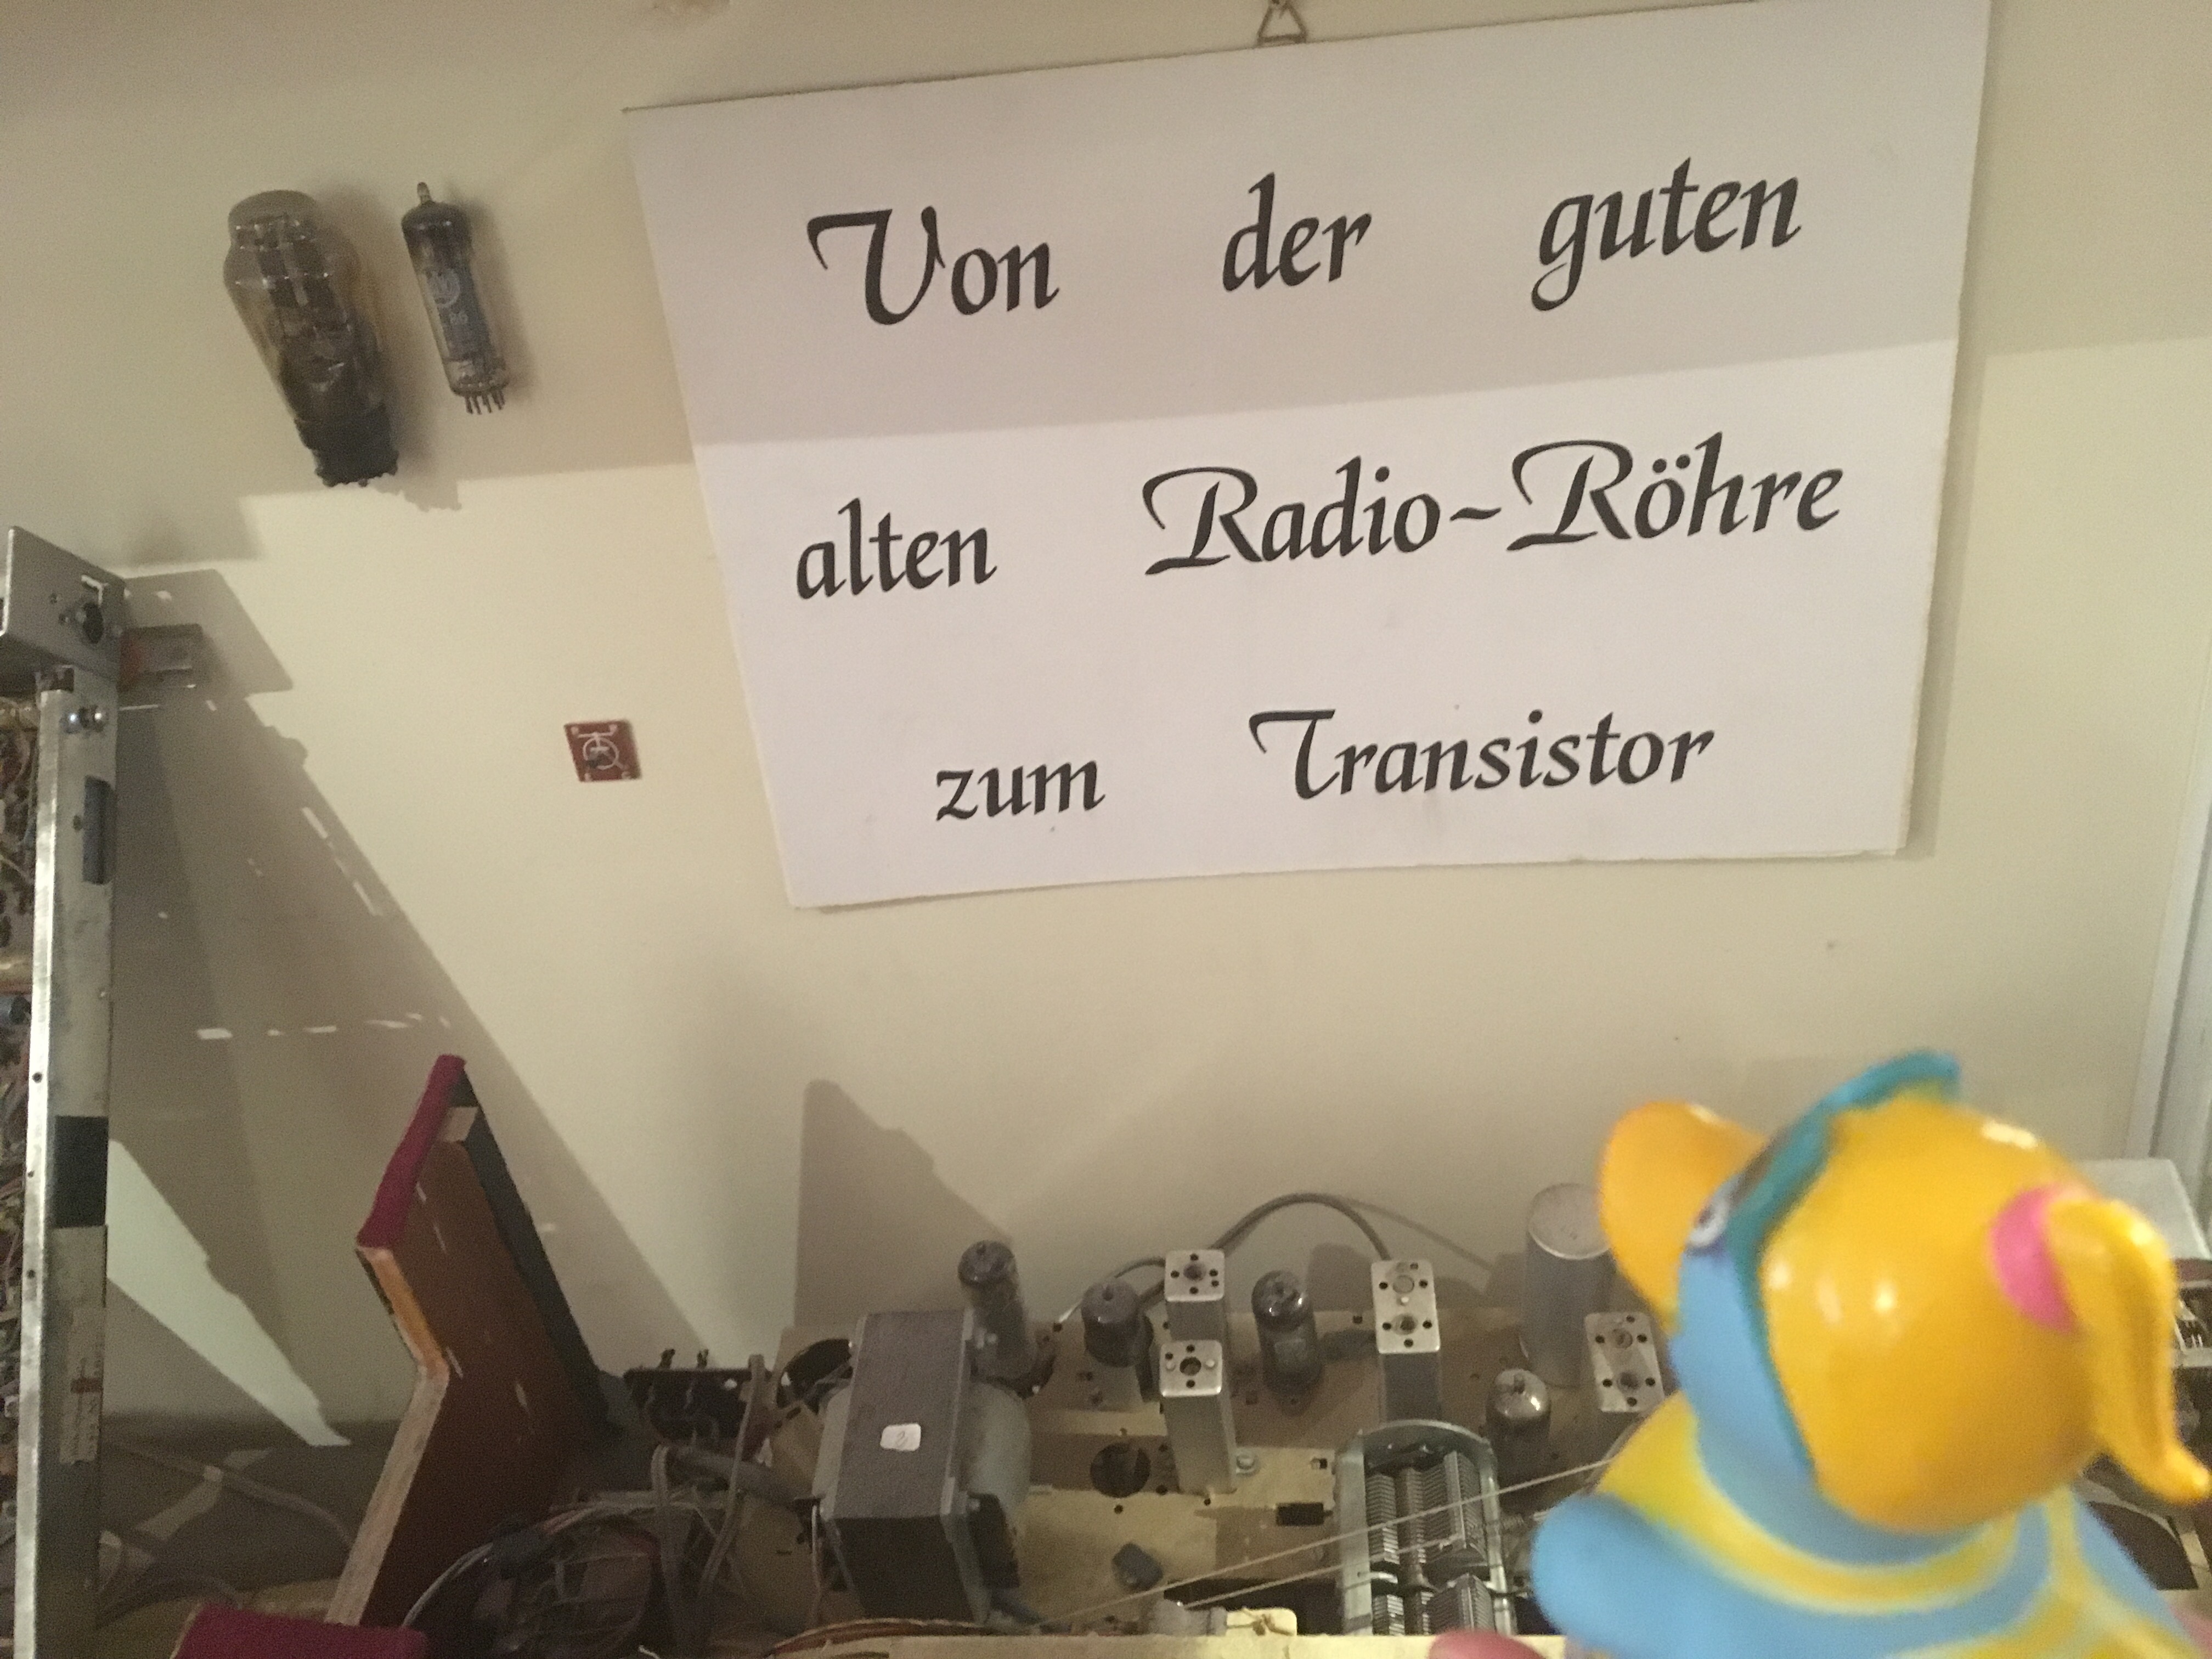 Von der guten
alten Radio~Röhre
zum Transistor